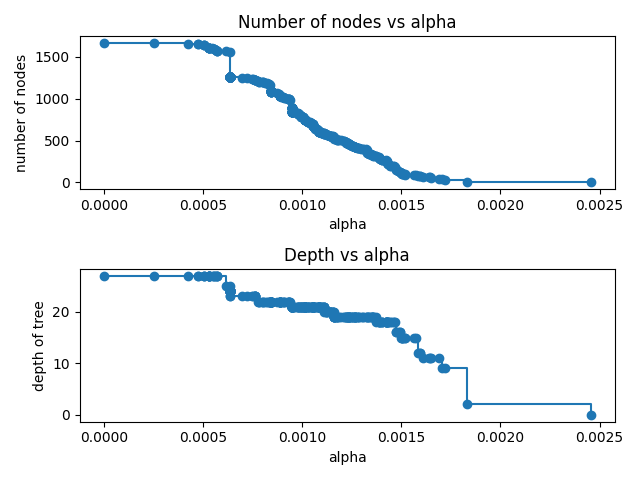 Number of nodes vs alpha
number of nodes
1500
1000
500
0
0.0000 0.0005 0.0010 0.0015 0.0020 0.0025
alpha
Depth vs alpha
depth of tree
20
10
0
0.0000 0.0005 0.0010 0.0015 0.0020 0.0025
alpha